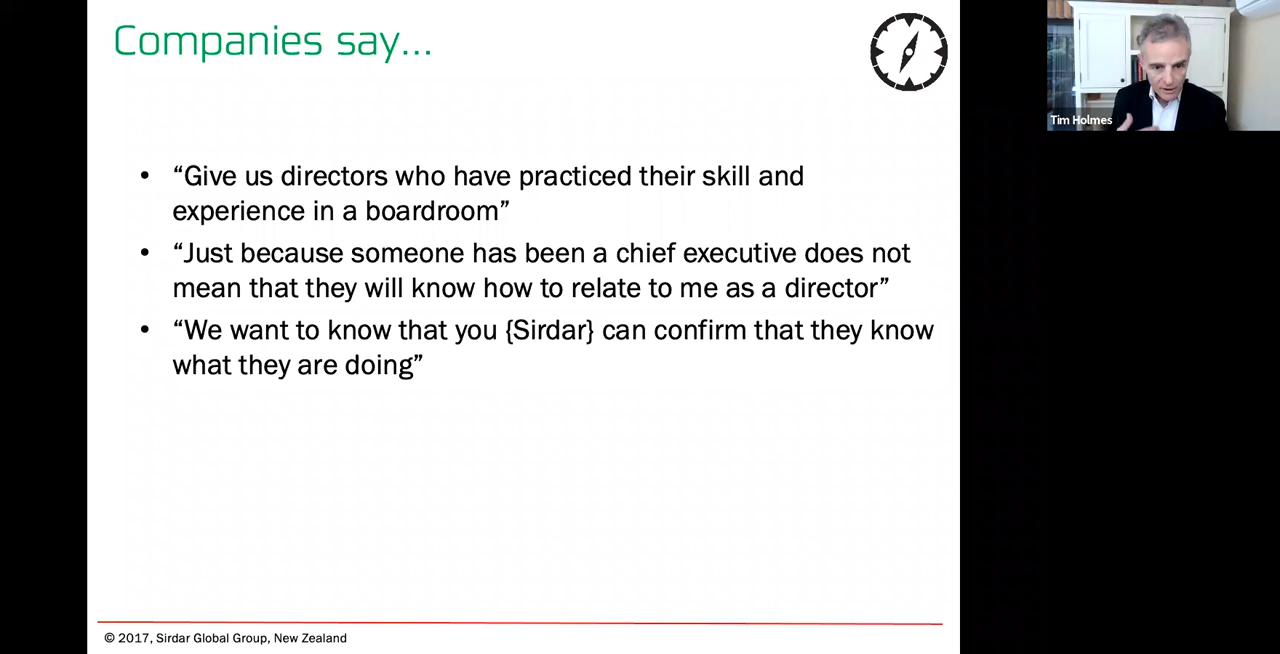 Companies say...
Tim Holmes
• “Give us directors who have practiced their skill and
experience in a boardroom”
• “Just because someone has been a chief executive does not
mean that they will know how to relate to me as a director”
• “We want to know that you {Sirdar} can confirm that they know
what they are doing”
© 2017, Sirdar Global Group, New Zealand